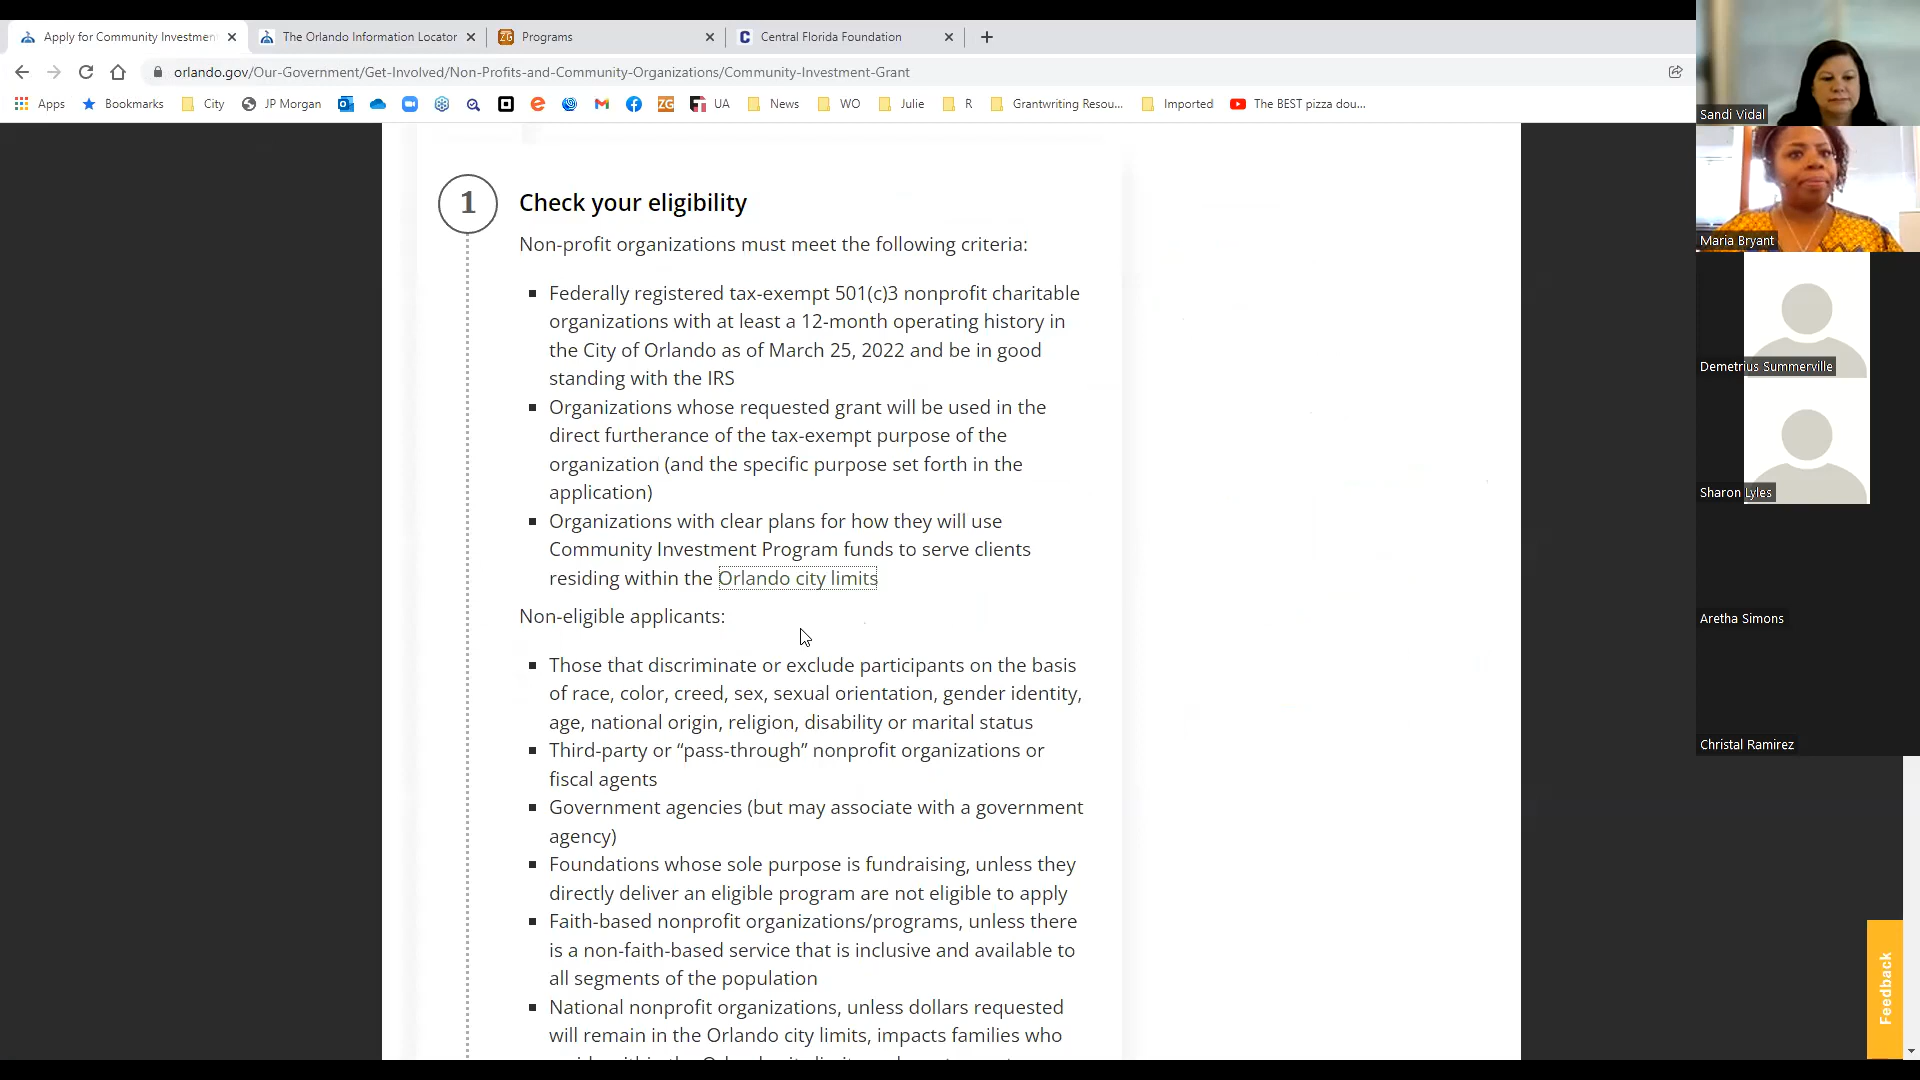 Apply for Community Investment
The Orlando Information Locator
Programs
Central Florida Foundation
orlando.gov/Our-Government/Get-Involved/Non-Profits-and-Community-Organizations/Community-Investment-Grant
Apps
Bookmarks
City
JP Morgan
ZG
UA
News
WO
Julie
R
Grantwriting Resou...
Imported
The BEST pizza dou...
1
Check your eligibility
Non-profit organizations must meet the following criteria:
Federally registered tax-exempt 501(c)3 nonprofit charitable
organizations with at least a 12-month operating history in
the City of Orlando as of March 25, 2022 and be in good
standing with the IRS
Organizations whose requested grant will be used in the
direct furtherance of the tax-exempt purpose of the
organization (and the specific purpose set forth in the
application)
Organizations with clear plans for how they will use
Community Investment Program funds to serve clients
residing within the Orlando city limits
Non-eligible applicants:
Those that discriminate or exclude participants on the basis
of race, color, creed, sex, sexual orientation, gender identity,
age, national origin, religion, disability or marital status
Third-party or “pass-through” nonprofit organizations or
fiscal agents
Government agencies (but may associate with a government
agency)
Foundations whose sole purpose is fundraising, unless they
directly deliver an eligible program are not eligible to apply
Faith-based nonprofit organizations/programs, unless there
is a non-faith-based service that is inclusive and available to
all segments of the population
National nonprofit organizations, unless dollars requested
will remain in the Orlando city limits, impacts families who
Sandi Vidal
Maria Bryant
Demetrius Summerville
Sharon Lyles
Aretha Simons
Christal Ramirez
Feedback